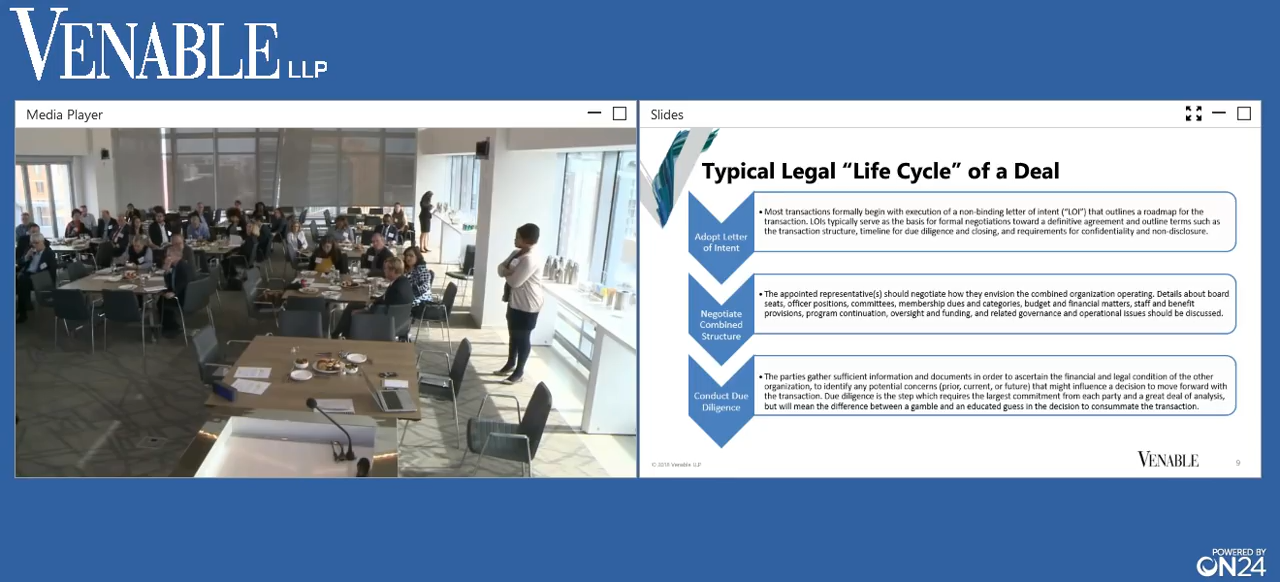 VENABLE LLP
Media Player
Slides
Typical Legal “Life Cycle” of a Deal
Adopt Letter
of Intent
• Most transactions formally begin with execution of a non-binding letter of intent (“LOI”) that outlines a roadmap for the
transaction. LOIs typically serve as the basis for formal negotiations toward a definitive agreement and outline terms such as
the transaction structure, timeline for due diligence and closing, and requirements for confidentiality and non-disclosure.
Negotiate
Combined
Structure
• The appointed representative(s) should negotiate how they envision the combined organization operating. Details about board
seats, officer positions, committees, membership dues and categories, budget and financial matters, staff and benefit
provisions, program continuation, oversight and funding, and related governance and operational issues should be discussed.
Conduct Due
Diligence
• The parties gather sufficient information and documents in order to ascertain the financial and legal condition of the other
organization, to identify any potential concerns (prior, current, or future) that might influence a decision to move forward with
the transaction. Due diligence is the step which requires the largest commitment from each party and a great deal of analysis,
but will mean the difference between a gamble and an educated guess in the decision to consummate the transaction.
© Venable LLP
VENABLE
9
POWERED BY
ON24